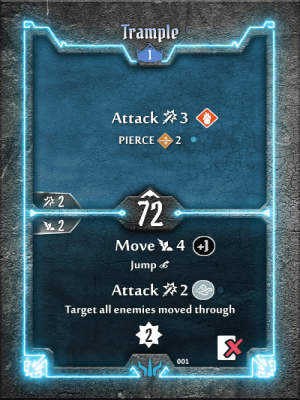 Trample
1
Attack 3
PIERCE 2
2
72
2
Move 4 +1
Jump
Attack 2
Target all enemies moved through
2
001